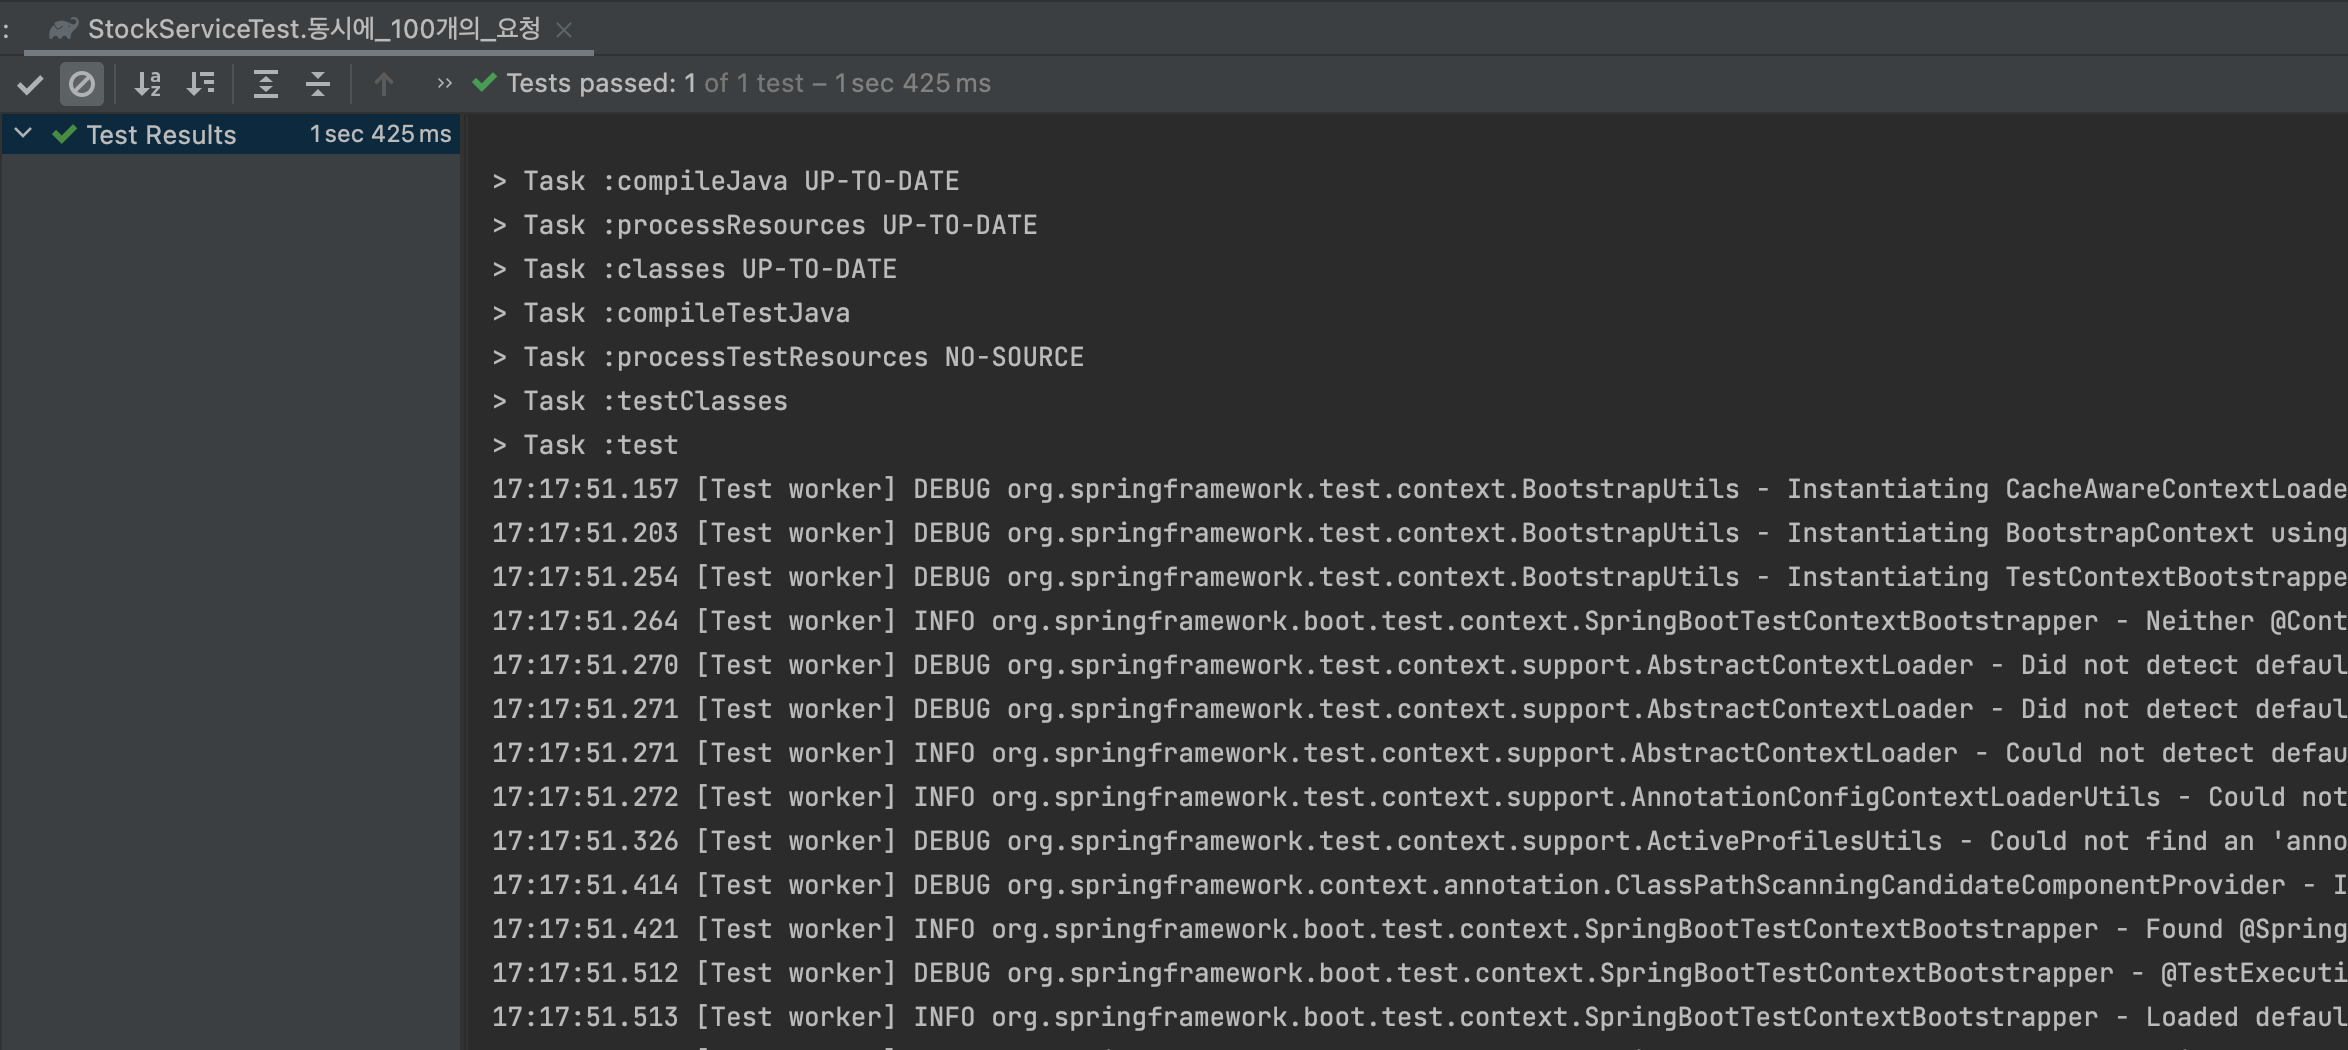 : StockServiceTest.동시에_100개의_요청 ×
» Tests passed: 1 of 1 test – 1 sec 425 ms
Test Results 1 sec 425 ms
> Task :compileJava UP-TO-DATE
> Task :processResources UP-TO-DATE
> Task :classes UP-TO-DATE
> Task :compileTestJava
> Task :processTestResources NO-SOURCE
> Task :testClasses
> Task :test
17:17:51.157 [Test worker] DEBUG org.springframework.test.context.BootstrapUtils - Instantiating CacheAwareContextLoade
17:17:51.203 [Test worker] DEBUG org.springframework.test.context.BootstrapUtils - Instantiating BootstrapContext using
17:17:51.254 [Test worker] DEBUG org.springframework.test.context.BootstrapUtils - Instantiating TestContextBootstrappe
17:17:51.264 [Test worker] INFO org.springframework.boot.test.context.SpringBootTestContextBootstrapper - Neither @Cont
17:17:51.270 [Test worker] DEBUG org.springframework.test.context.support.AbstractContextLoader - Did not detect defaul
17:17:51.271 [Test worker] DEBUG org.springframework.test.context.support.AbstractContextLoader - Did not detect defaul
17:17:51.271 [Test worker] INFO org.springframework.test.context.support.AbstractContextLoader - Could not detect defau
17:17:51.272 [Test worker] INFO org.springframework.test.context.support.AnnotationConfigContextLoaderUtils - Could not
17:17:51.326 [Test worker] DEBUG org.springframework.test.context.support.ActiveProfilesUtils - Could not find an 'anno
17:17:51.414 [Test worker] DEBUG org.springframework.context.annotation.ClassPathScanningCandidateComponentProvider - I
17:17:51.421 [Test worker] INFO org.springframework.boot.test.context.SpringBootTestContextBootstrapper - Found @Spring
17:17:51.512 [Test worker] DEBUG org.springframework.boot.test.context.SpringBootTestContextBootstrapper - @TestExecuti
17:17:51.513 [Test worker] INFO org.springframework.boot.test.context.SpringBootTestContextBootstrapper - Loaded defaul